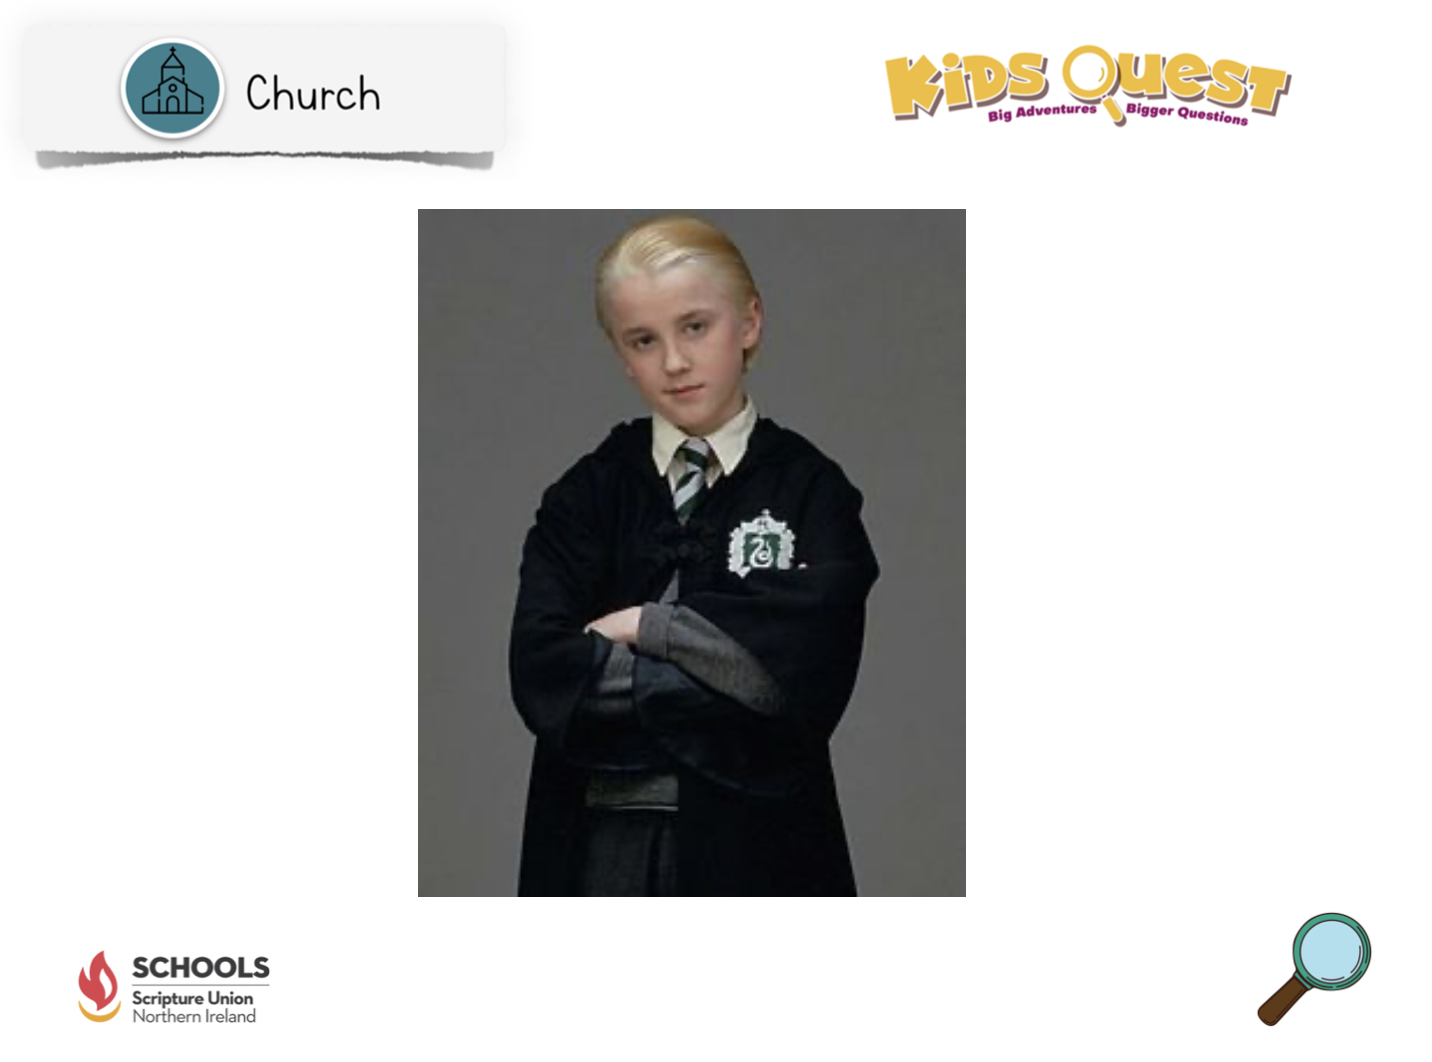 Church
KiDS QUEST
Big Adventures Bigger Questions
SCHOOLS
Scripture Union
Northern Ireland